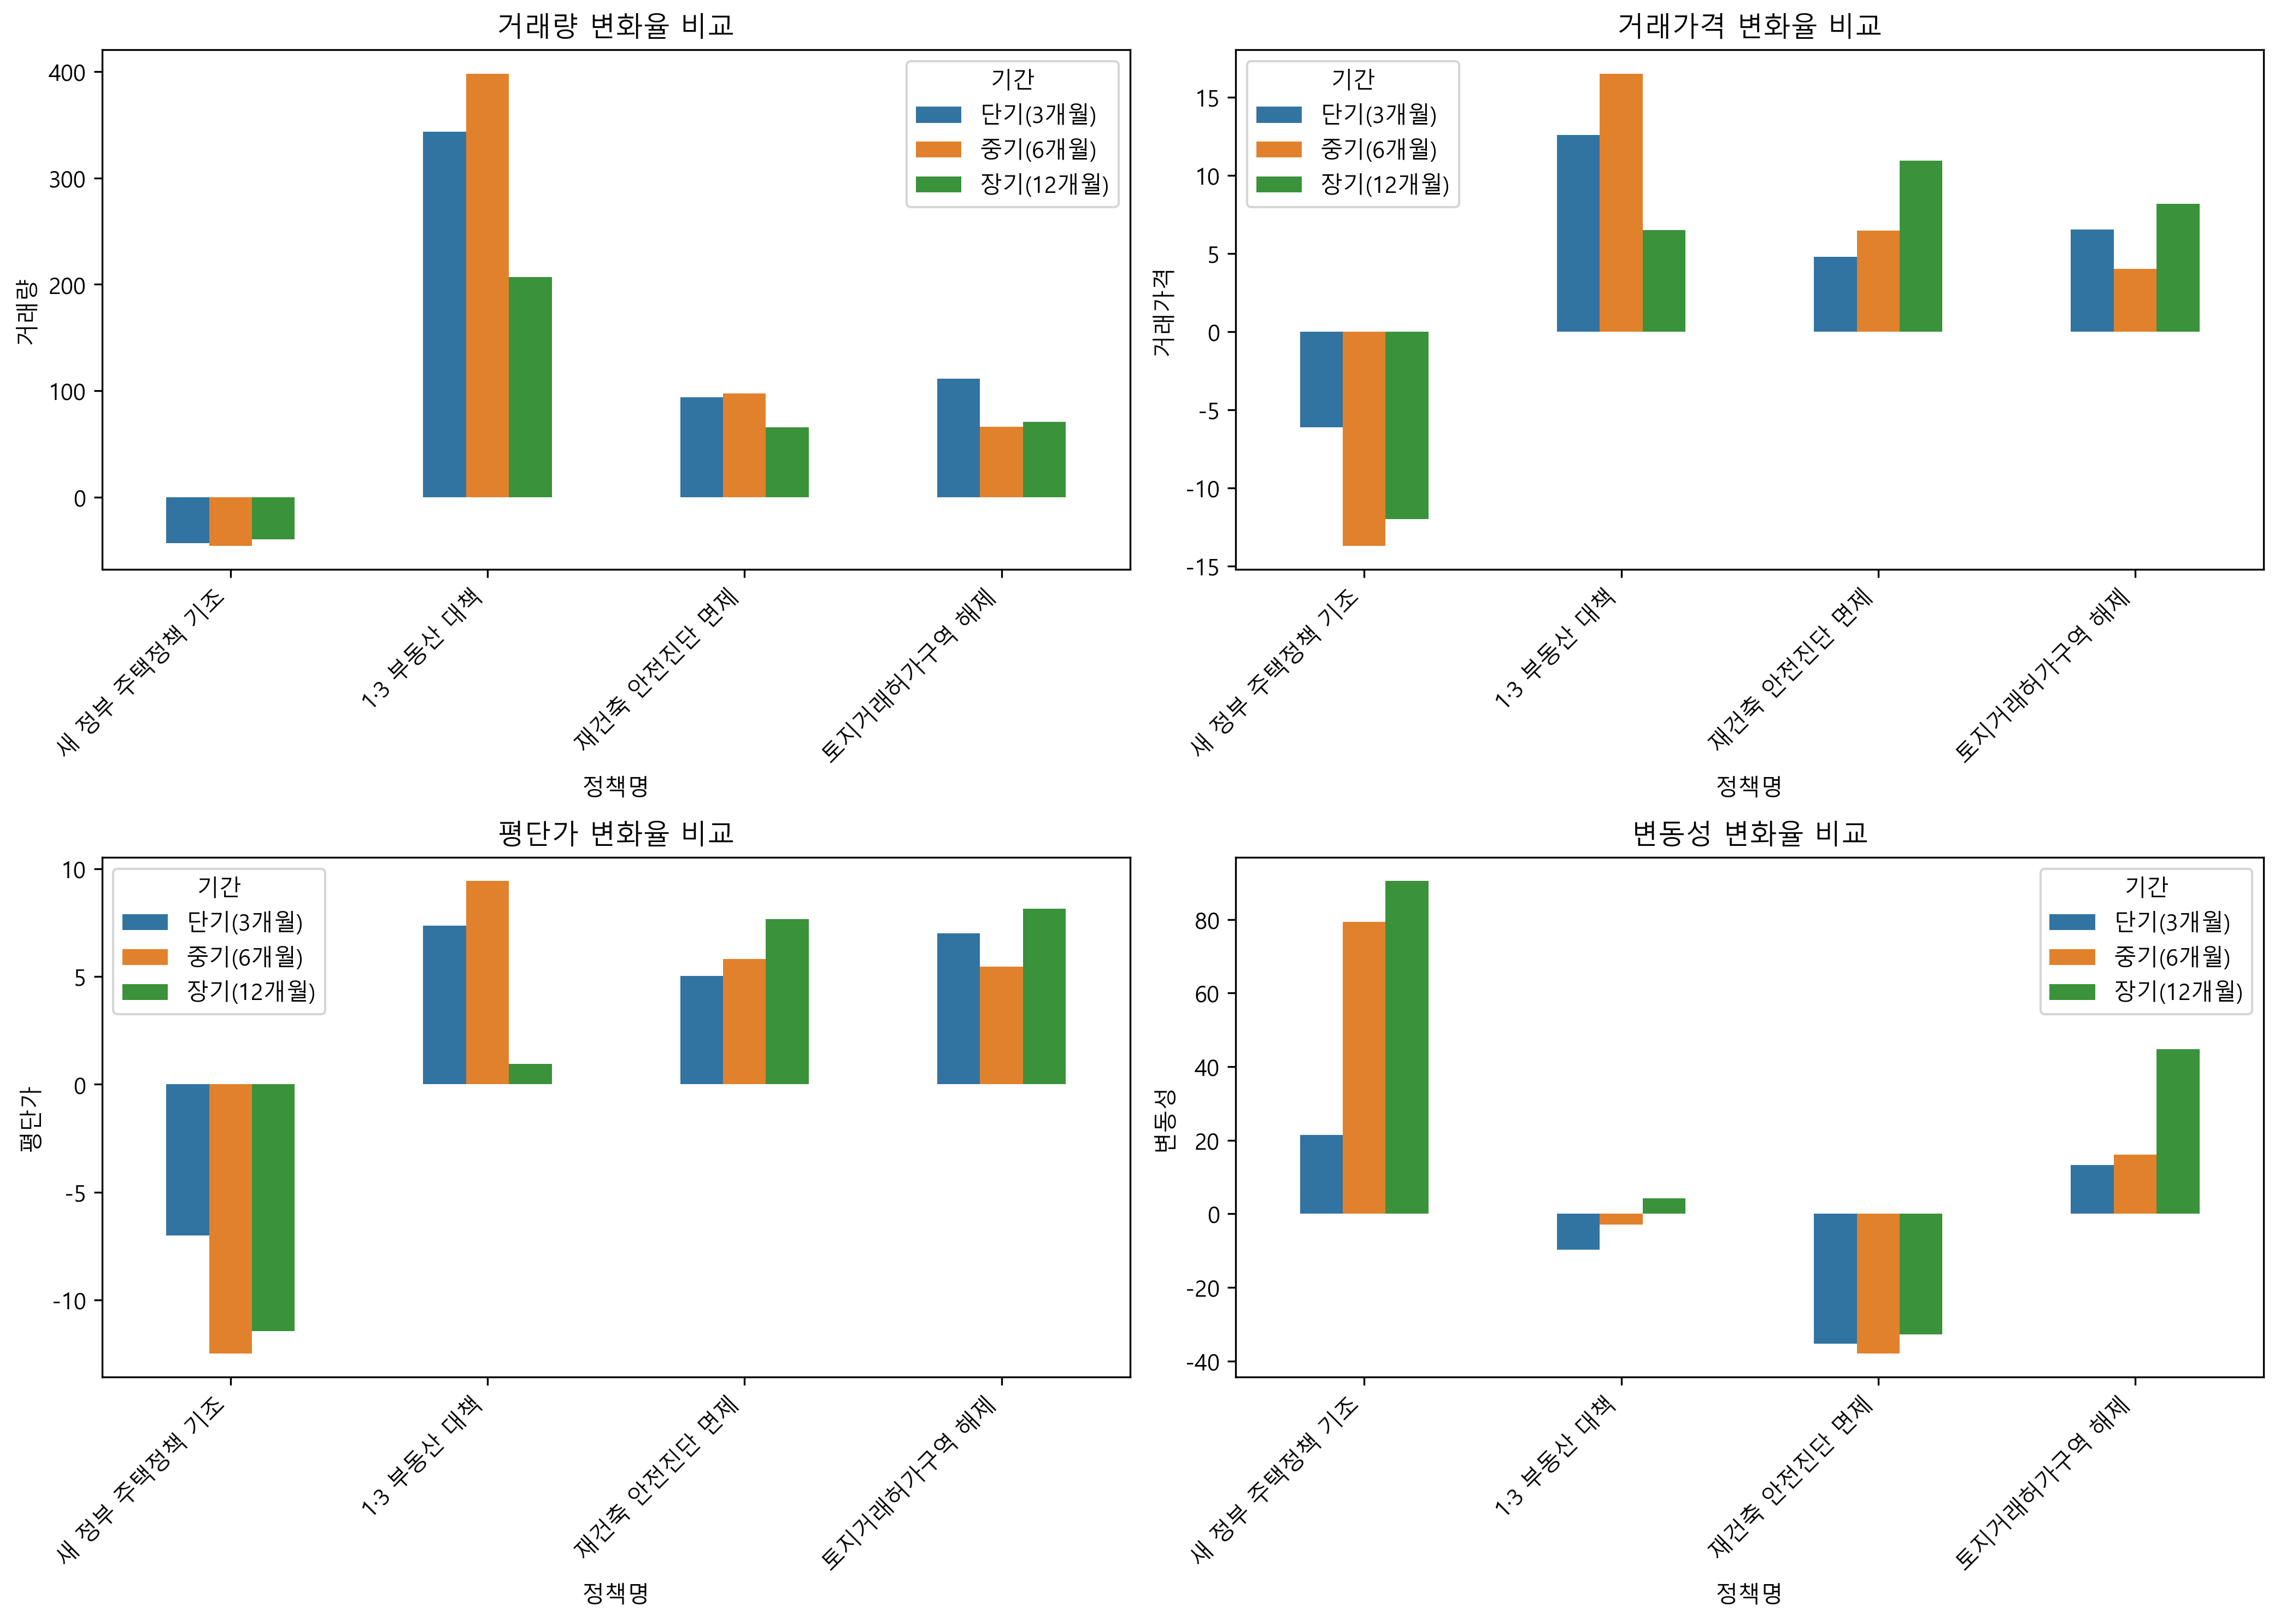 거래량 변화율 비교
거래량
400
300
200
100
0
기간
단기(3개월)
중기(6개월)
장기(12개월)
새 정부 주택정책 기조
1·3 부동산 대책
재건축 안전진단 면제
토지거래허가구역 해제
정책명
거래가격 변화율 비교
거래가격
15
10
5
0
-5
-10
-15
기간
단기(3개월)
중기(6개월)
장기(12개월)
새 정부 주택정책 기조
1·3 부동산 대책
재건축 안전진단 면제
토지거래허가구역 해제
정책명
평단가 변화율 비교
평단가
10
5
0
-5
-10
기간
단기(3개월)
중기(6개월)
장기(12개월)
새 정부 주택정책 기조
1·3 부동산 대책
재건축 안전진단 면제
토지거래허가구역 해제
정책명
변동성 변화율 비교
변동성
80
60
40
20
0
-20
-40
기간
단기(3개월)
중기(6개월)
장기(12개월)
새 정부 주택정책 기조
1·3 부동산 대책
재건축 안전진단 면제
토지거래허가구역 해제
정책명